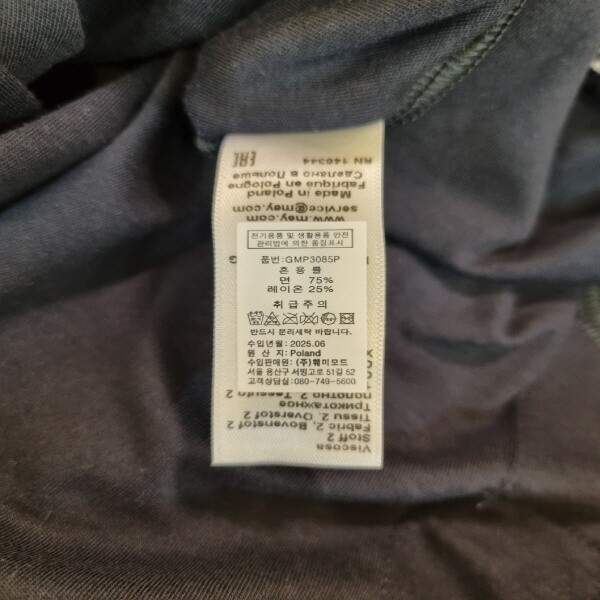 전기용품 및 생활용품 안전
관리법에 의한 품질표시
품번:GMP3085P
혼 용 률
면 75%
레이온 25%
취 급 주 의
반드시 분리세탁 바랍니다.
수입년월 : 2025.06
원 산 지: Poland
수입판매원: (주)훼미모드
서울 용산구 서빙고로 51길 52
고객상담실:080-749-5600
Viscosa
Stoff 2
Fabric 2, Bovenstof 2
Tissu 2, Overstof 2
Трикотажное
полотно 2, Tessuto 2
www.mey.com
service@mey.com
Made in Poland
Fabriqué en Pologne
Сделано в Польше
RN 140344
EAC